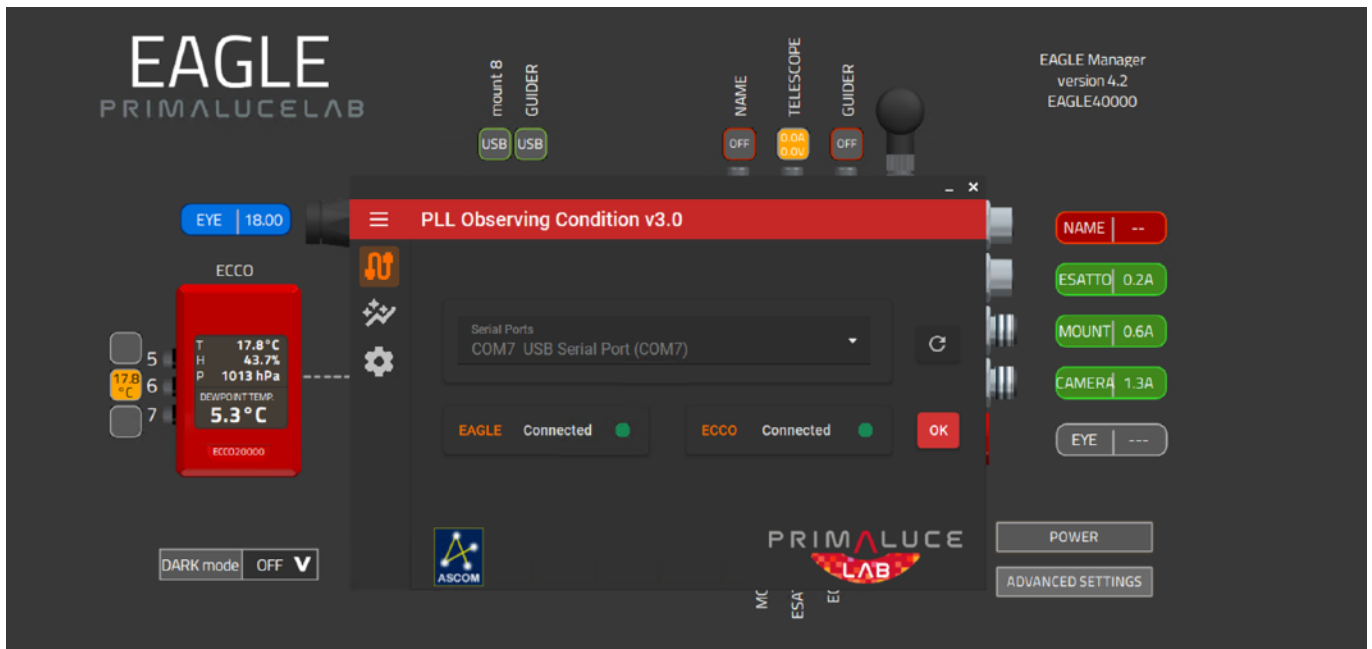 EAGLE
PRIMALUCELAB
mount 8
GUIDER
USB
USB
NAME
TELESCOPE
GUIDER
OFF
0.0A
0.0V
OFF
EAGLE Manager
version 4.2
EAGLE40000
EYE 18.00
ECCO
T 17.8°C
H 43.7%
P 1013 hPa
DEWPOINT TEMP.
5.3°C
ECCO20000
5
17.8
°C
6
7
DARK mode OFF
PLL Observing Condition v3.0
Serial Ports
COM7 USB Serial Port (COM7)
EAGLE Connected
ECCO Connected
OK
ASCOM
PRIMALUCE
LAB
NAME --
ESATTO 0.2A
MOUNT 0.6A
CAMERA 1.3A
EYE ---
POWER
ADVANCED SETTINGS